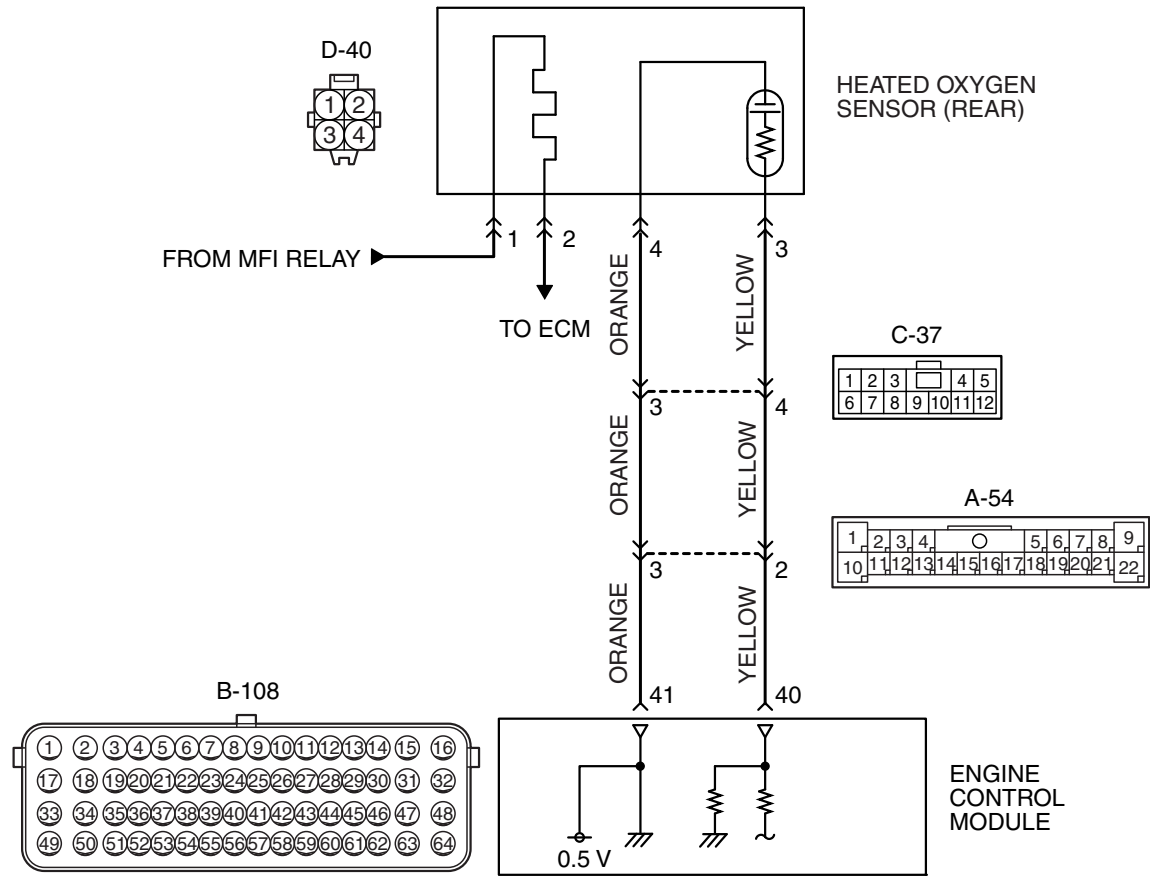 D-40
1 2
3 4
HEATED OXYGEN
SENSOR (REAR)
1
2
4
3
FROM MFI RELAY
TO ECM
ORANGE
YELLOW
C-37
1 2 3 4 5
6 7 8 9 10 11 12
3
4
ORANGE
YELLOW
A-54
1 2 3 4 5 6 7 8 9
10 11 12 13 14 15 16 17 18 19 20 21 22
3
2
ORANGE
YELLOW
B-108
41
40
1 2 3 4 5 6 7 8 9 10 11 12 13 14 15 16
17 18 19 20 21 22 23 24 25 26 27 28 29 30 31 32
33 34 35 36 37 38 39 40 41 42 43 44 45 46 47 48
49 50 51 52 53 54 55 56 57 58 59 60 61 62 63 64
ENGINE
CONTROL
MODULE
0.5 V